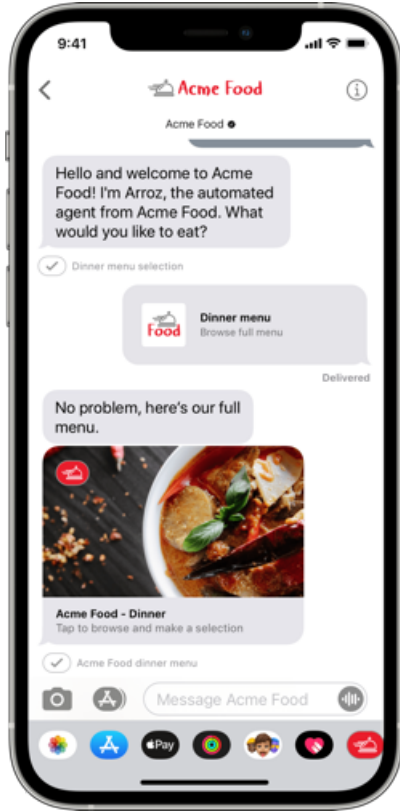 9:41
Acme Food
Acme Food
Hello and welcome to Acme
Food! I'm Arroz, the automated
agent from Acme Food. What
would you like to eat?
Dinner menu selection
Food
Dinner menu
Browse full menu
Delivered
No problem, here's our full
menu.
Acme Food - Dinner
Tap to browse and make a selection
Acme Food dinner menu
Message Acme Food
Pay